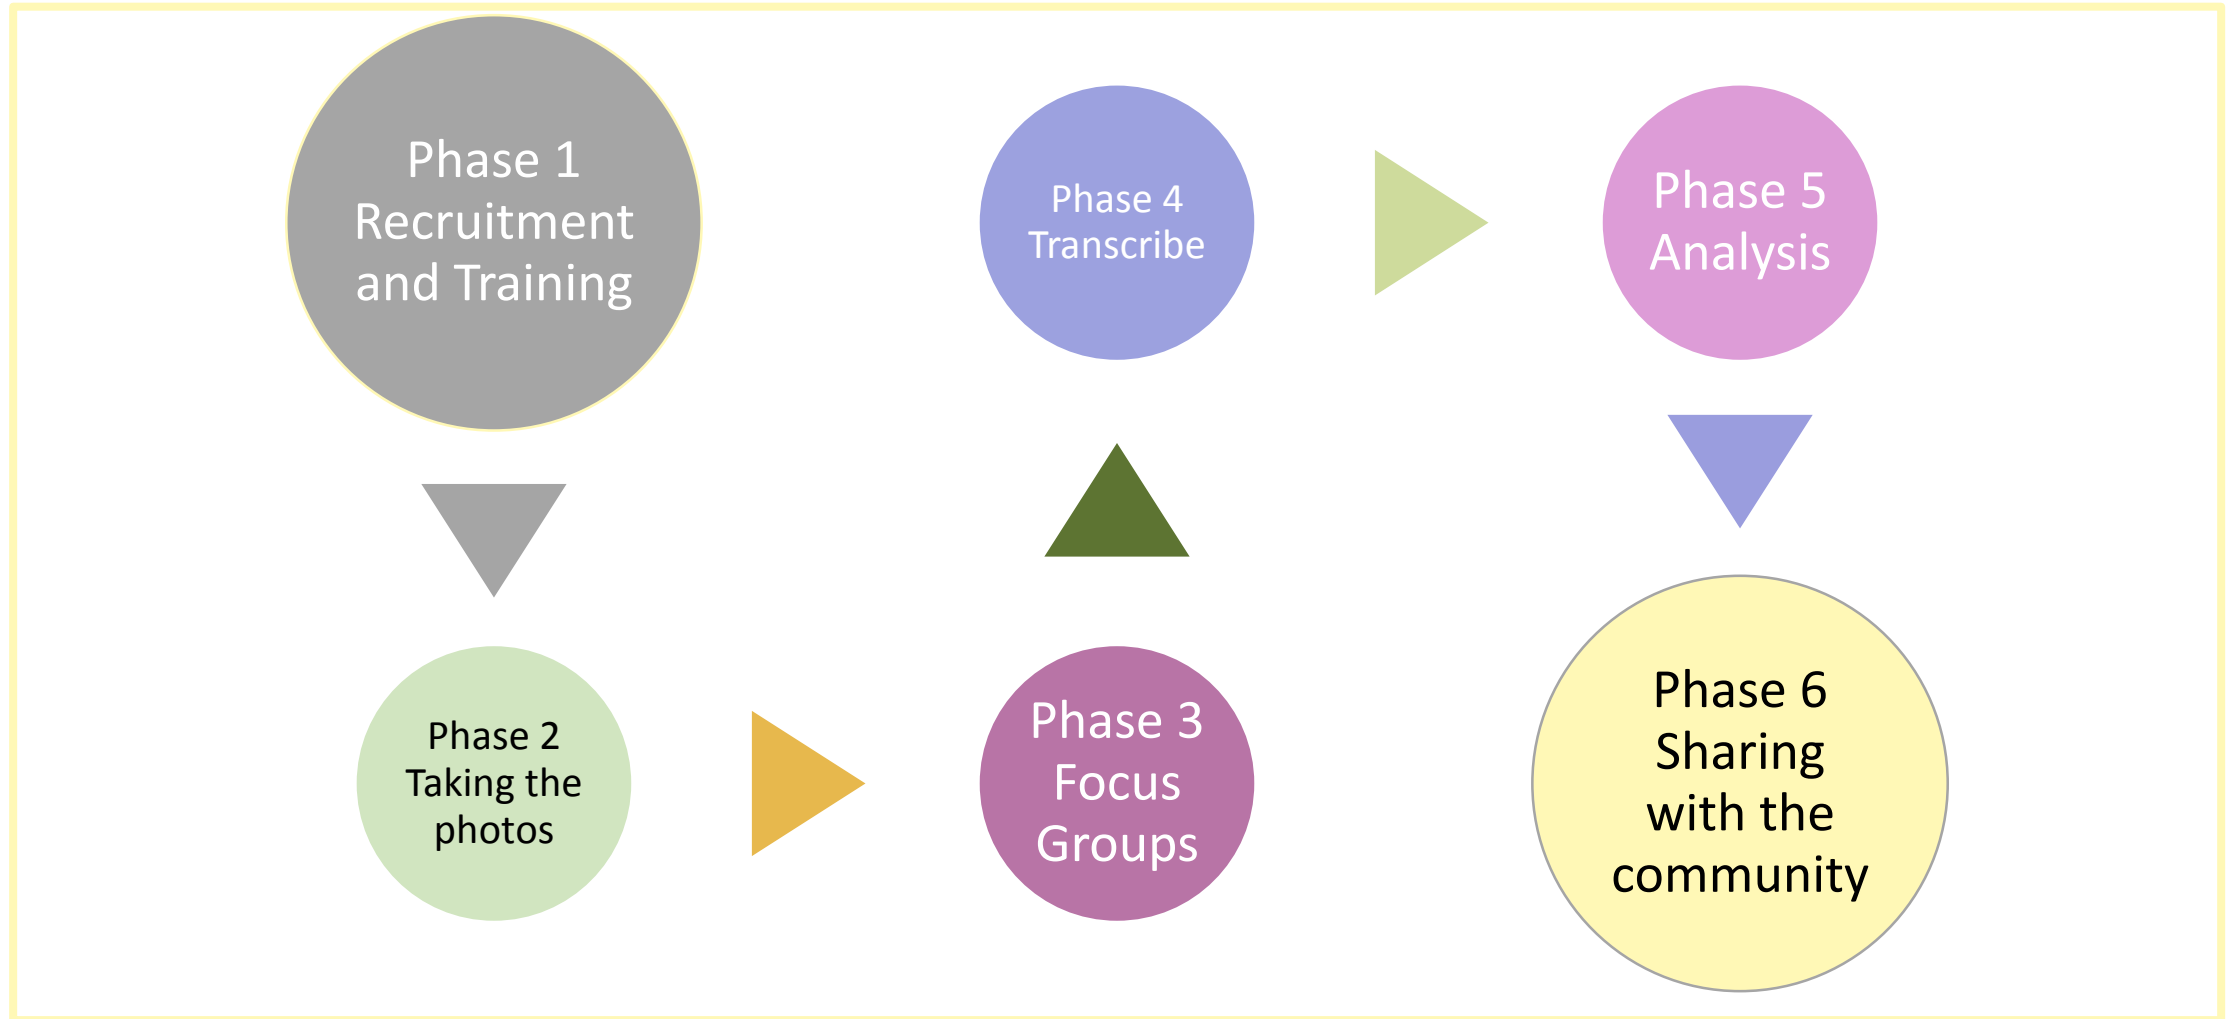 Phase 1
Recruitment
and Training
Phase 2
Taking the
photos
Phase 3
Focus
Groups
Phase 4
Transcribe
Phase 5
Analysis
Phase 6
Sharing
with the
community